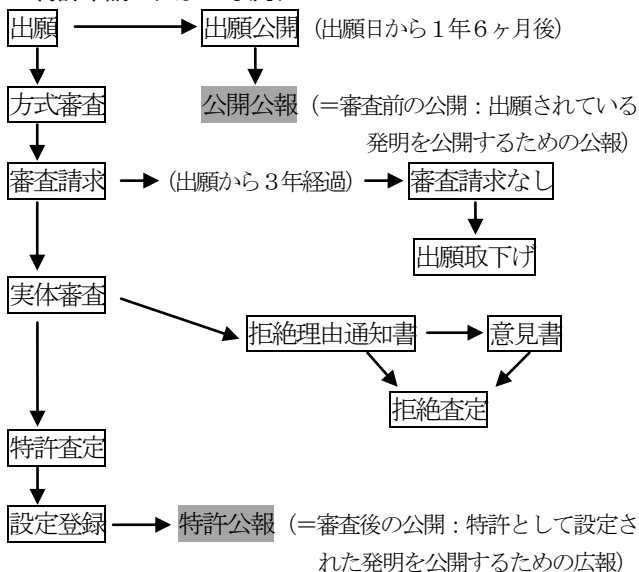 出願
出願公開 (出願日から1年6ヶ月後)
方式審査
公開公報 (=審査前の公開:出願されている
発明を公開するための公報)
審査請求
(出願から3年経過)
審査請求なし
出願取下げ
実体審査
拒絶理由通知書
意見書
拒絶査定
特許査定
設定登録
特許公報 (=審査後の公開:特許として設定さ
れた発明を公開するための広報)